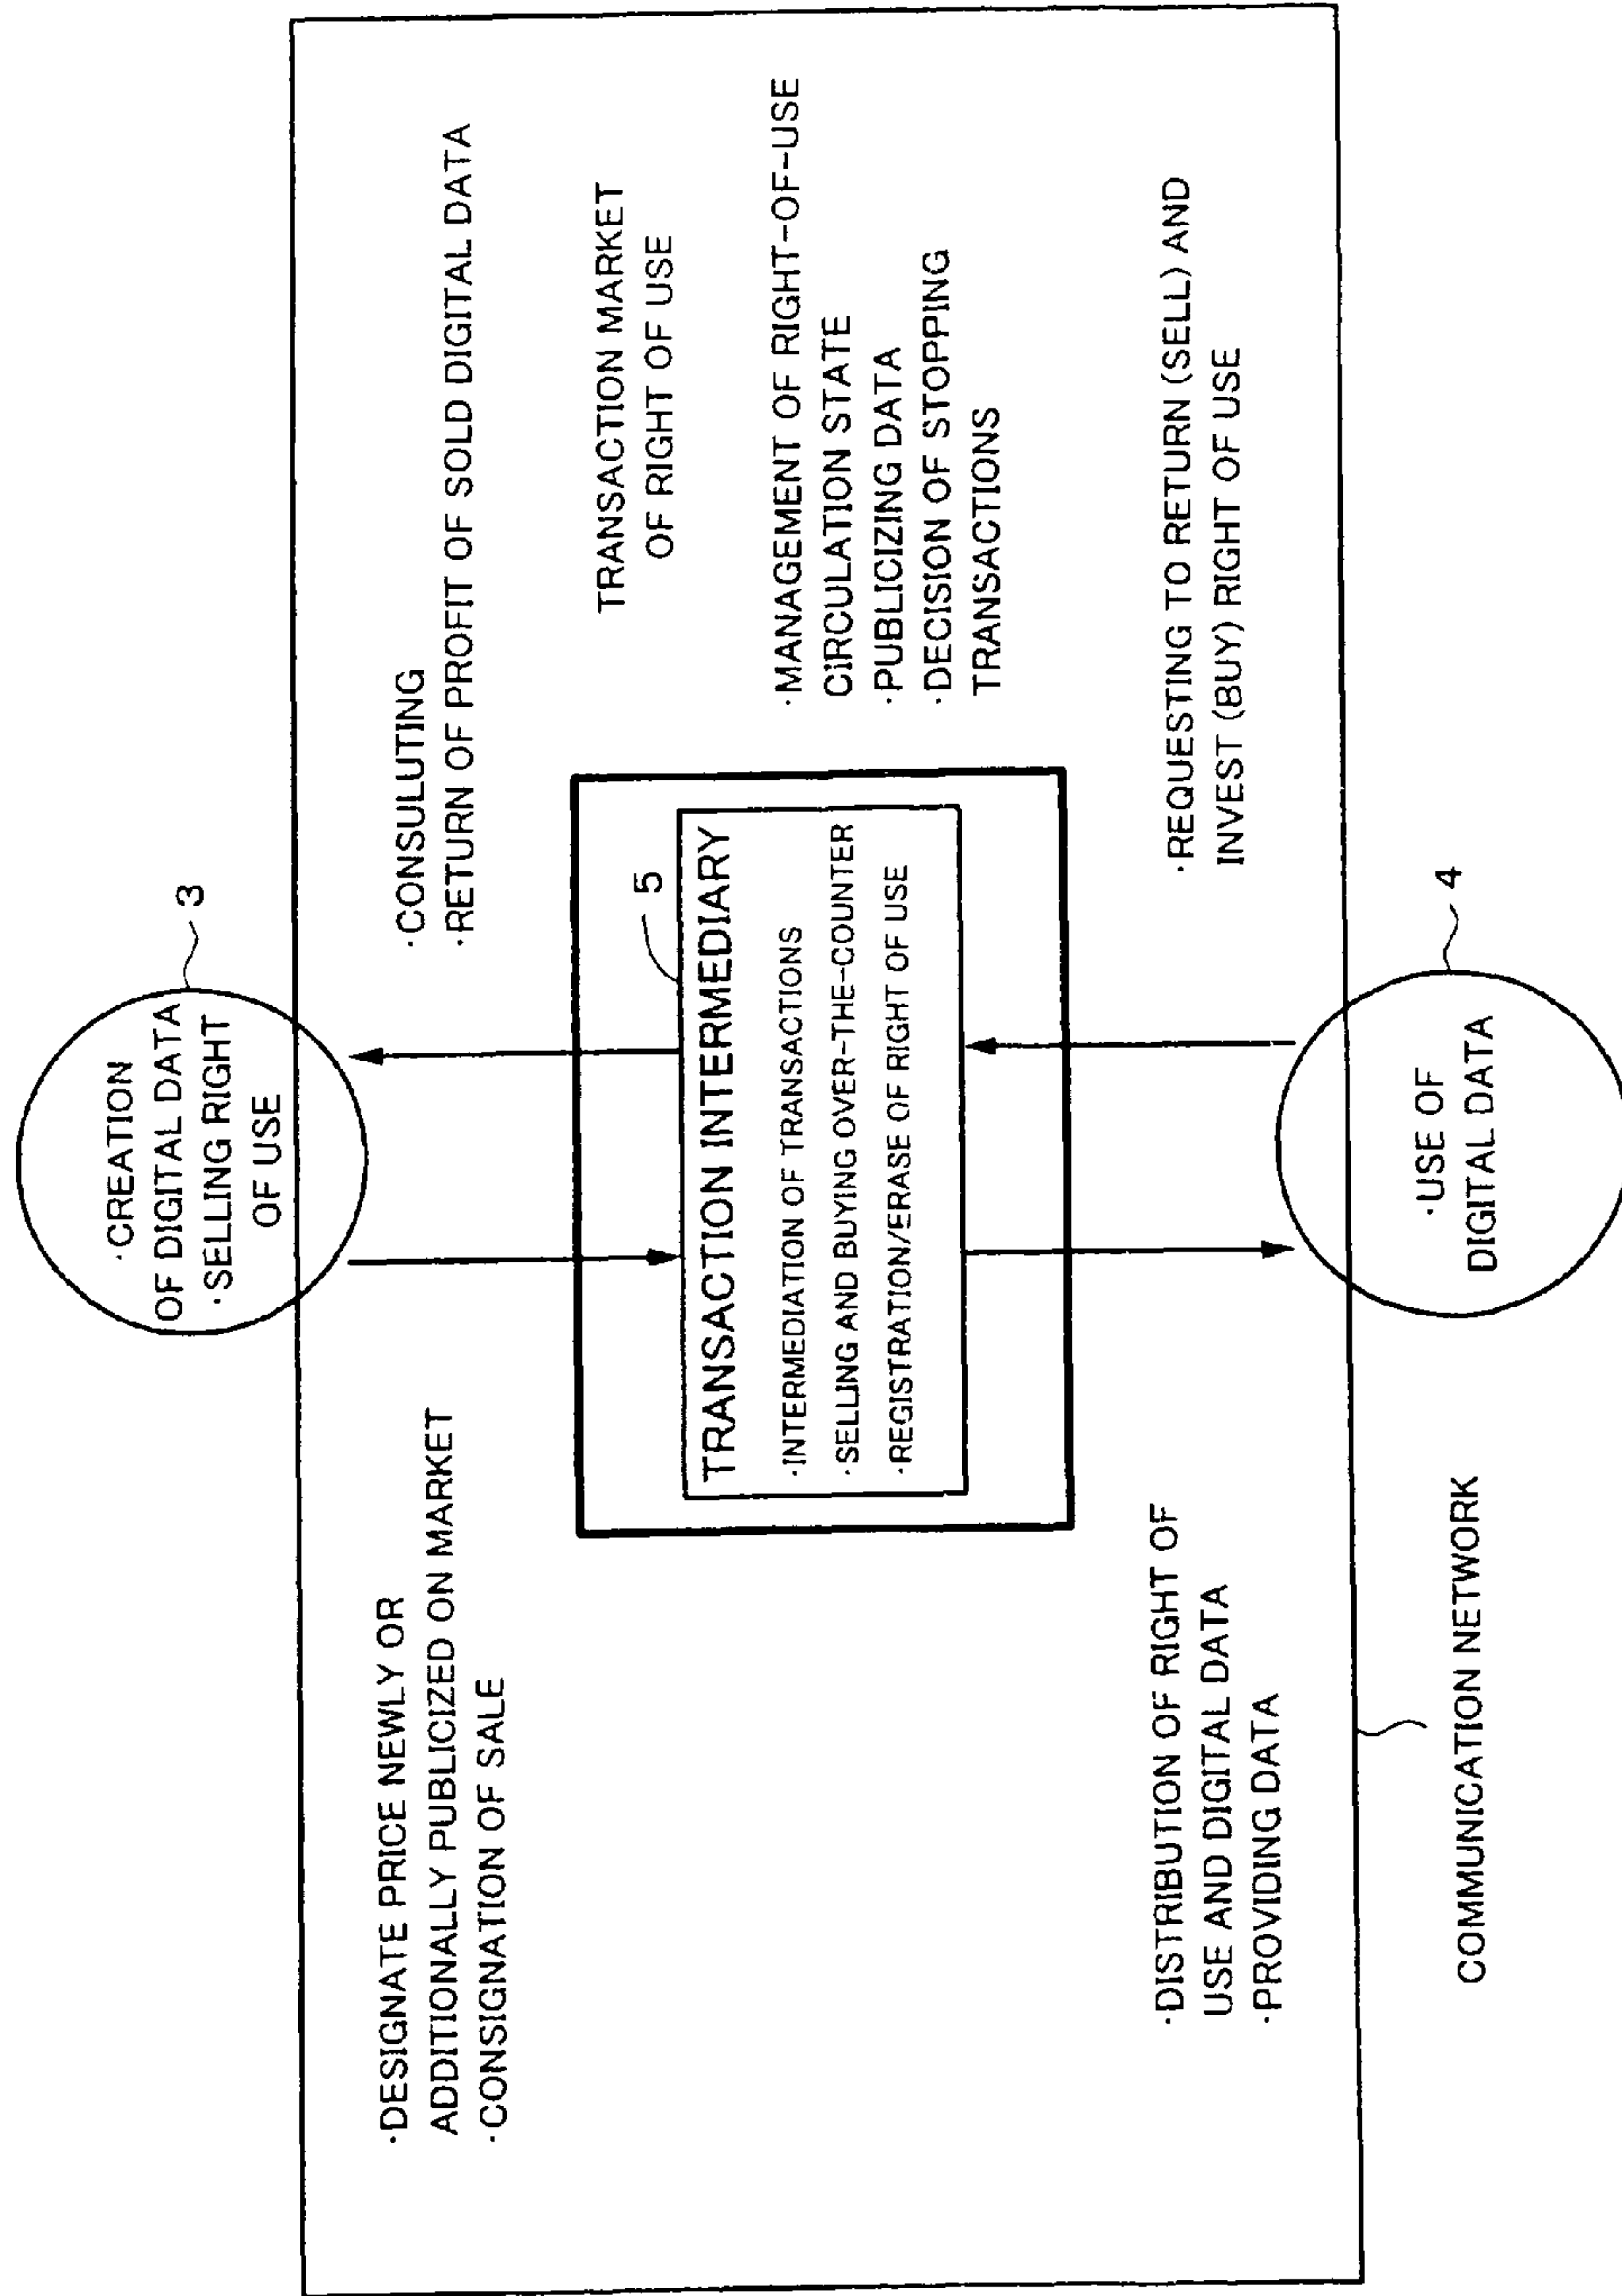 ·CREATION
OF DIGITAL DATA
·SELLING RIGHT
OF USE
3
·DESIGNATE PRICE NEWLY OR
ADDITIONALLY PUBLICIZED ON MARKET
·CONSIGNATION OF SALE
·CONSULUTING
·RETURN OF PROFIT OF SOLD DIGITAL DATA
TRANSACTION MARKET
OF RIGHT OF USE
5
TRANSACTION INTERMEDIARY
·INTERMEDIATION OF TRANSACTIONS
·SELLING AND BUYING OVER-THE-COUNTER
·REGISTRATION/ERASE OF RIGHT OF USE
·MANAGEMENT OF RIGHT-OF-USE
CIRCULATION STATE
·PUBLICIZING DATA
·DECISION OF STOPPING
TRANSACTIONS
·DISTRIBUTION OF RIGHT OF
USE AND DIGITAL DATA
·PROVIDING DATA
·REQUESTING TO RETURN (SELL) AND
INVEST (BUY) RIGHT OF USE
·USE OF
DIGITAL DATA
4
COMMUNICATION NETWORK